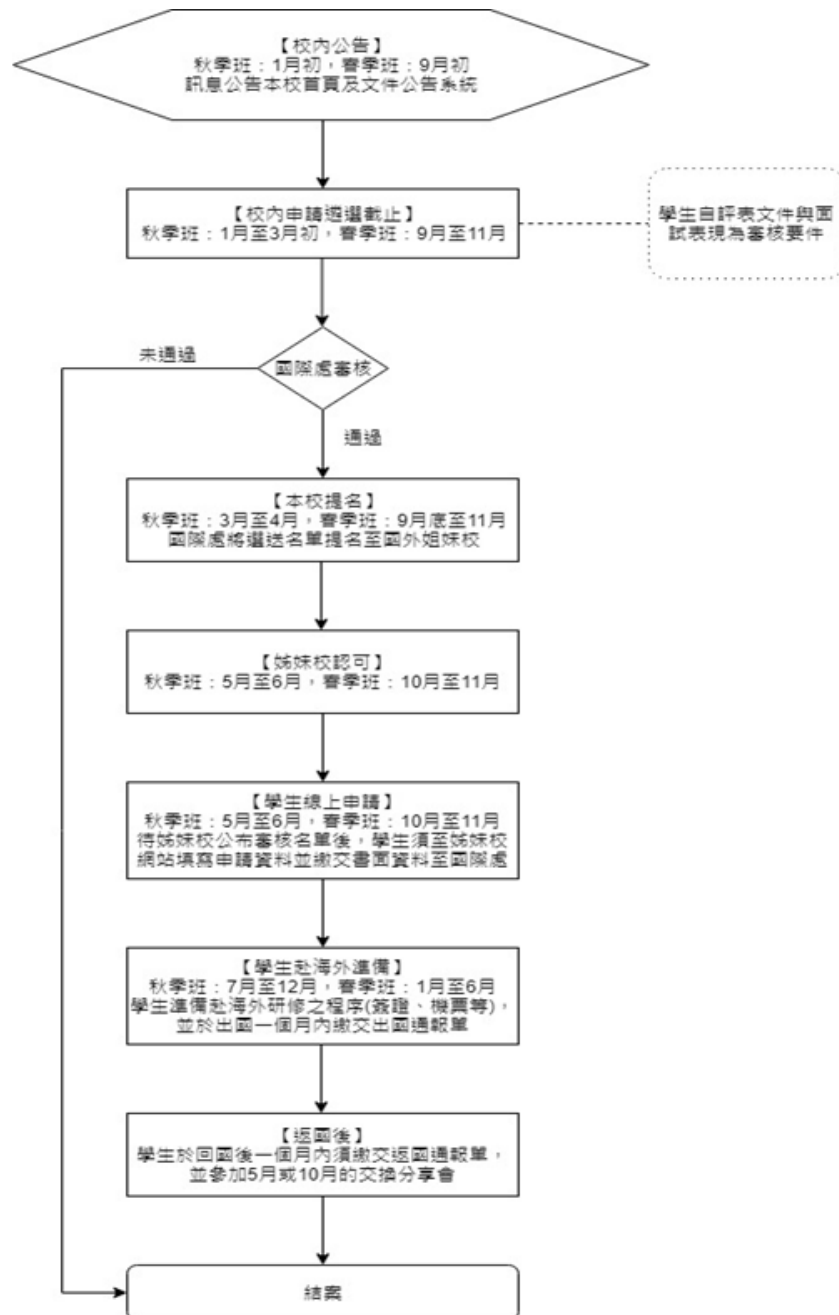 【校內公告】
秋季班：1月初，春季班：9月初
訊息公告本校首頁及文件公告系統
【校內申請遴選截止】
秋季班：1月至3月初，春季班：9月至11月
學生自評表文件與面
試表現為審核要件
國際處審核
未通過
通過
【本校提名】
秋季班：3月至4月，春季班：9月底至11月
國際處將選送名單提名至國外姐妹校
【姊妹校認可】
秋季班：5月至6月，春季班：10月至11月
【學生線上申請】
秋季班：5月至6月，春季班：10月至11月
待姊妹校公布審核名單後，學生須至姊妹校
網站填寫申請資料並繳交書面資料至國際處
【學生赴海外準備】
秋季班：7月至12月，春季班：1月至6月
學生準備赴海外研修之程序(簽證、機票等)，
並於出國一個月內繳交出國通報單
【返國後】
學生於回國後一個月內須繳交返國通報單，
並參加5月或10月的交換分享會
結案